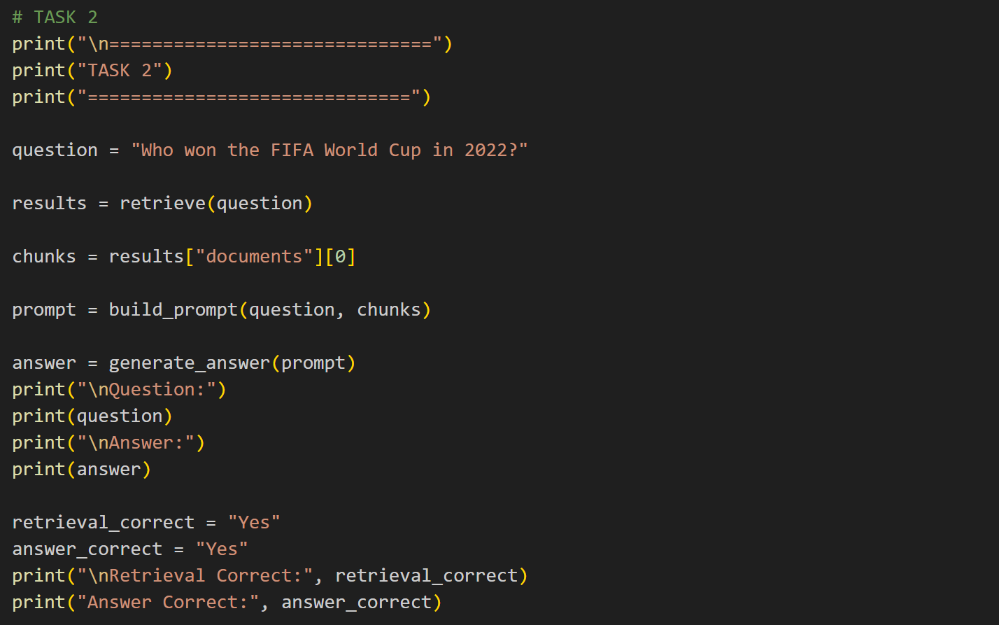 # TASK 2
print("\n==============================")
print("TASK 2")
print("==============================")
question = "Who won the FIFA World Cup in 2022?"
results = retrieve(question)
chunks = results["documents"][0]
prompt = build_prompt(question, chunks)
answer = generate_answer(prompt)
print("\nQuestion:")
print(question)
print("\nAnswer:")
print(answer)
retrieval_correct = "Yes"
answer_correct = "Yes"
print("\nRetrieval Correct:", retrieval_correct)
print("Answer Correct:", answer_correct)